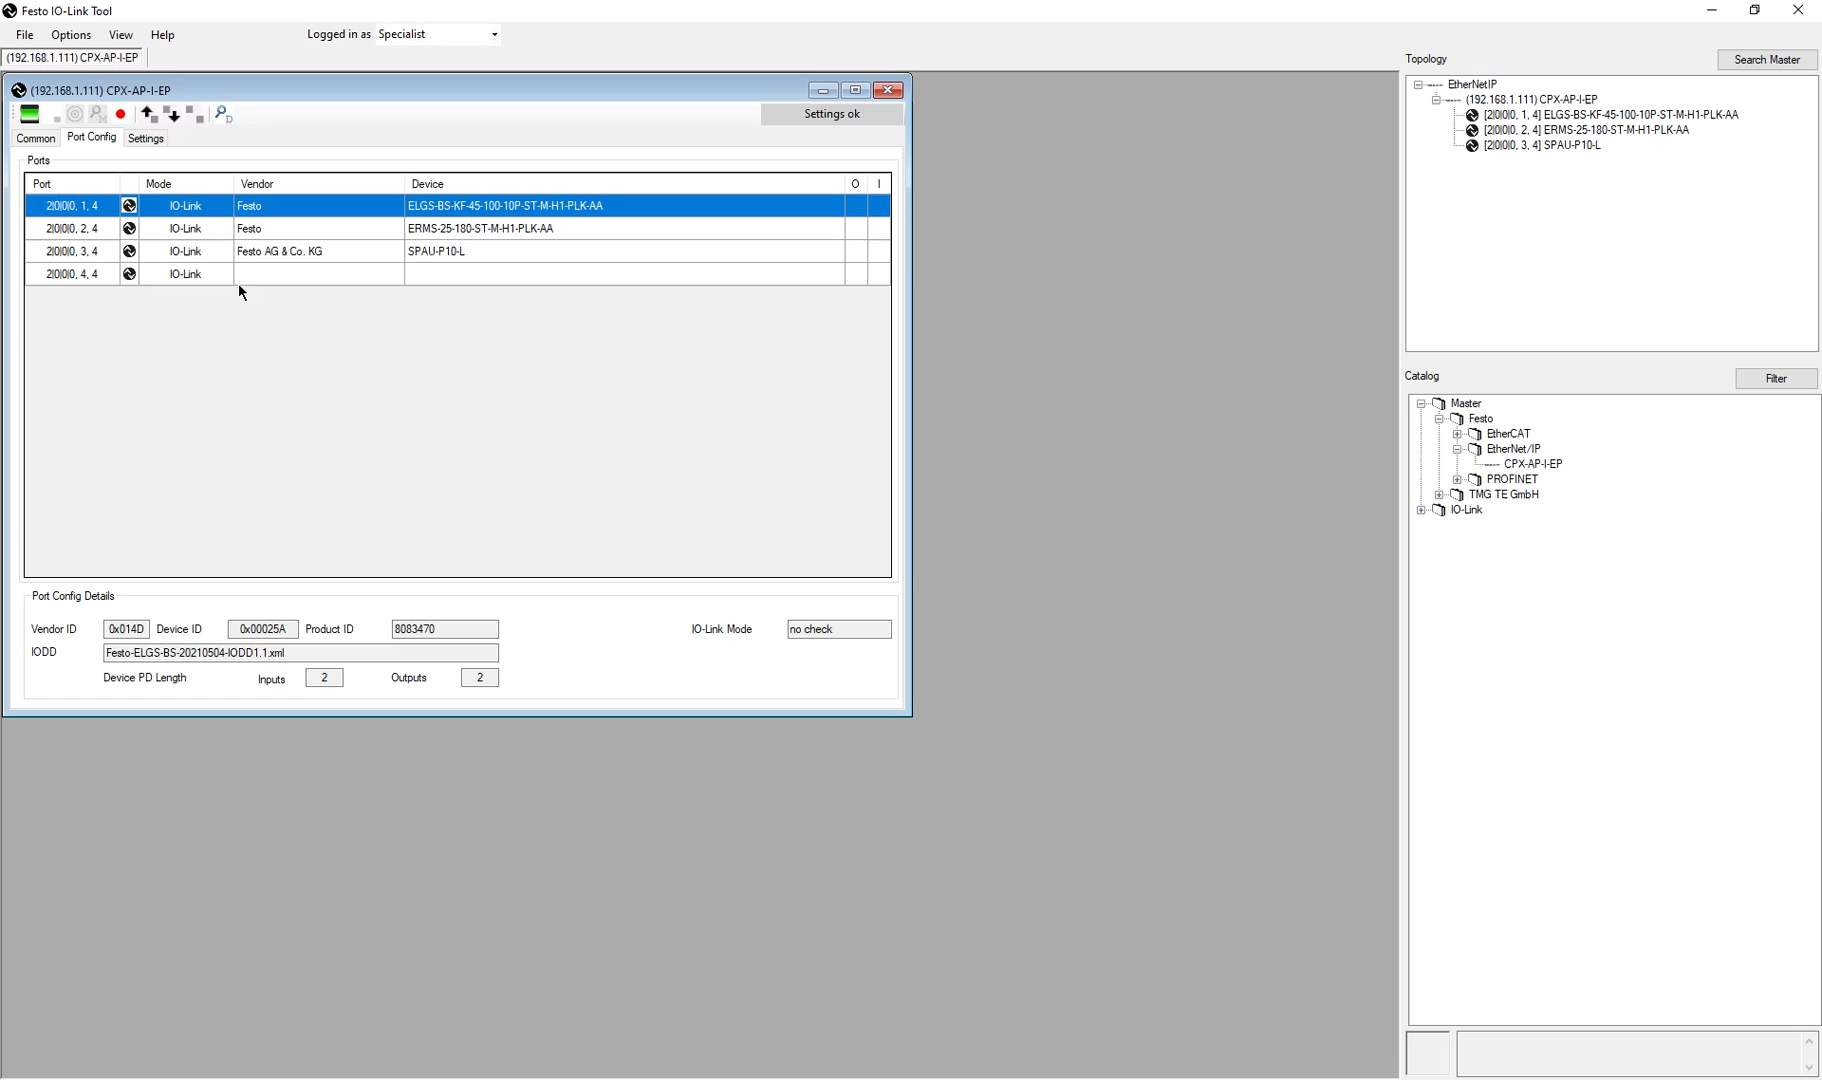 Festo IO-Link Tool
File Options View Help Logged in as Specialist
(192.168.1.111) CPX-AP-I-EP
(192.168.1.111) CPX-AP-I-EP
Settings ok
Common Port Config Settings
Ports
Port Mode Vendor Device O I
2|0|0|0, 1, 4 IO-Link Festo ELGS-BS-KF-45-100-10P-ST-M-H1-PLK-AA
2|0|0|0, 2, 4 IO-Link Festo ERMS-25-180-ST-M-H1-PLK-AA
2|0|0|0, 3, 4 IO-Link Festo AG & Co. KG SPAU-P10-L
2|0|0|0, 4, 4 IO-Link
Port Config Details
Vendor ID 0x014D Device ID 0x00025A Product ID 8083470 IO-Link Mode no check
IODD Festo-ELGS-BS-20210504-IODD1.1.xml
Device PD Length Inputs 2 Outputs 2
Topology Search Master
EtherNetIP
(192.168.1.111) CPX-AP-I-EP
[2|0|0|0, 1, 4] ELGS-BS-KF-45-100-10P-ST-M-H1-PLK-AA
[2|0|0|0, 2, 4] ERMS-25-180-ST-M-H1-PLK-AA
[2|0|0|0, 3, 4] SPAU-P10-L
Catalog Filter
Master
Festo
EtherCAT
EtherNet/IP
CPX-AP-I-EP
PROFINET
TMG TE GmbH
IO-Link